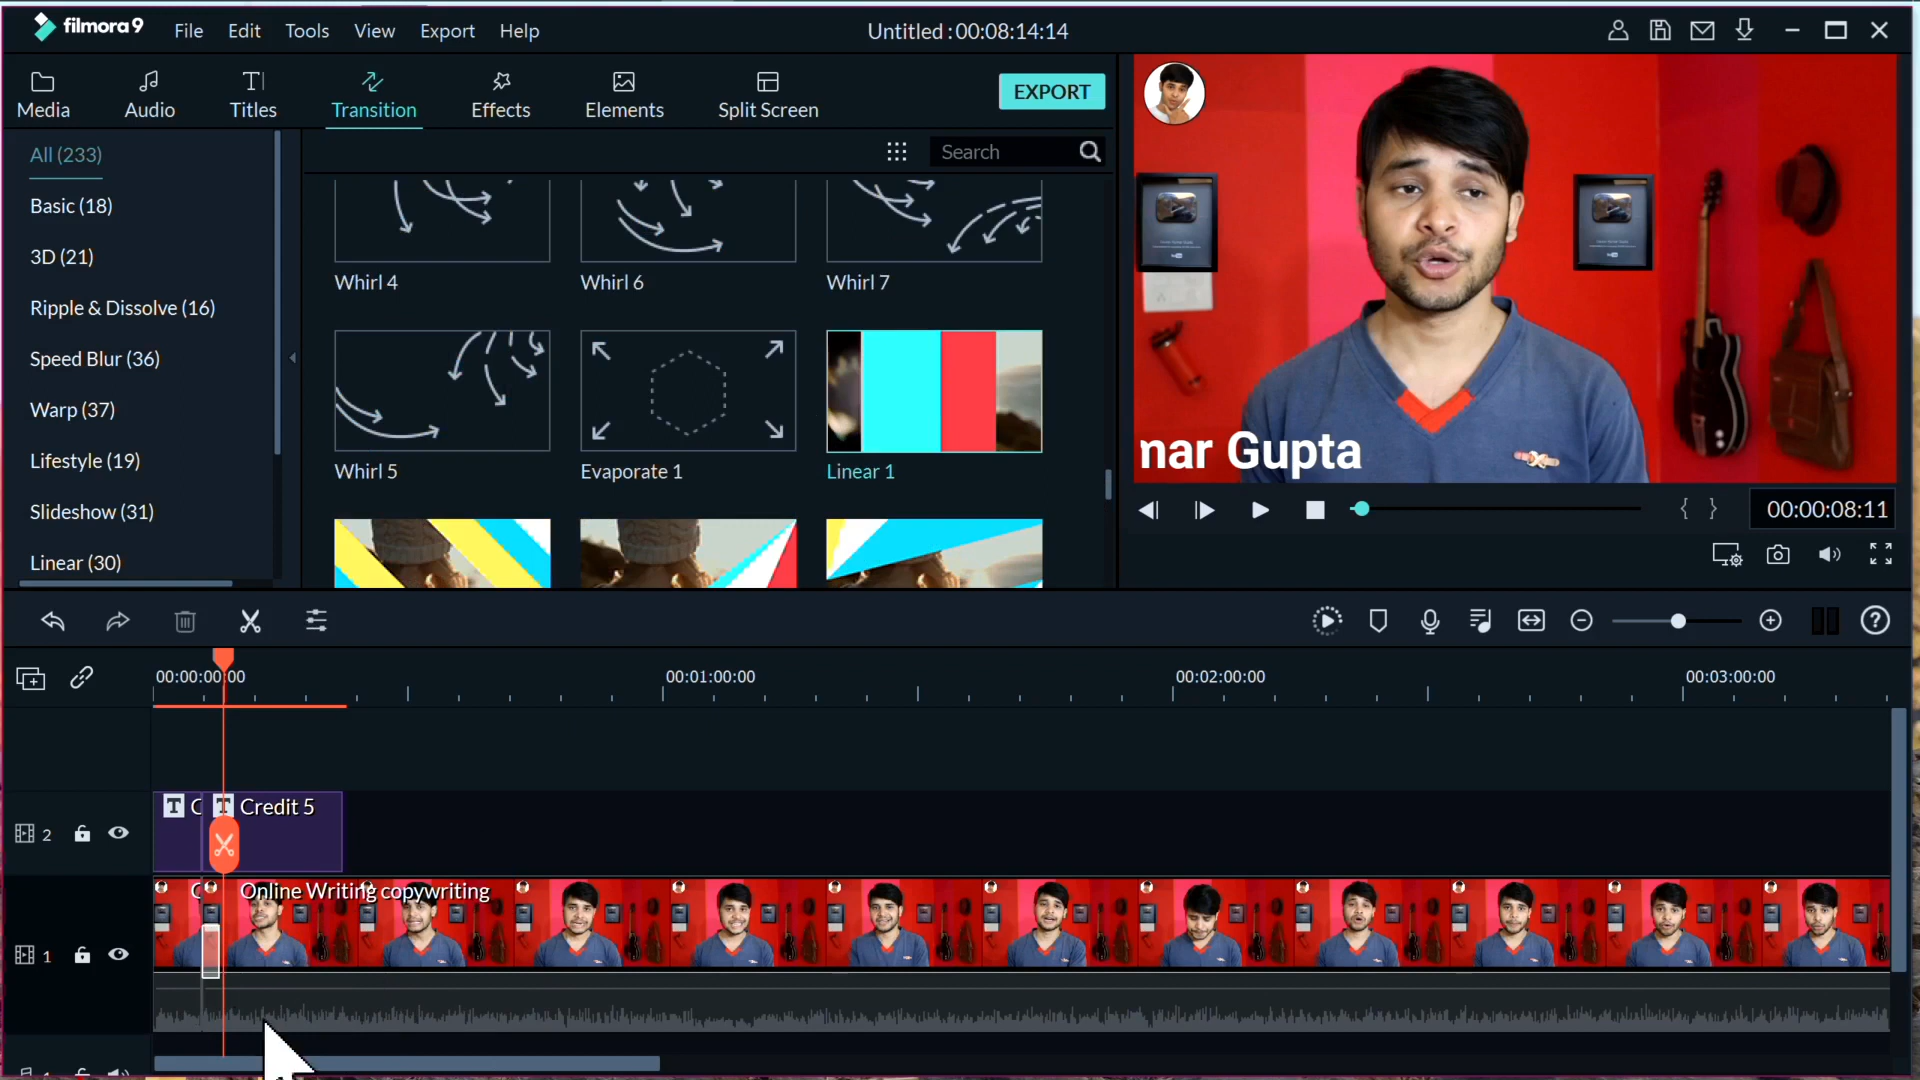 filmora 9
File Edit Tools View Export Help
Untitled : 00:08:14:14
Media Audio Titles Transition Effects Elements Split Screen
EXPORT
All (233)
Basic (18)
3D (21)
Ripple & Dissolve (16)
Speed Blur (36)
Warp (37)
Lifestyle (19)
Slideshow (31)
Linear (30)
Search
Whirl 4 Whirl 6 Whirl 7
Whirl 5 Evaporate 1 Linear 1
mar Gupta
00:00:08:11
00:00:00:00 00:01:00:00 00:02:00:00 00:03:00:00
2
T C T Credit 5
1
Online Writing copywriting
1